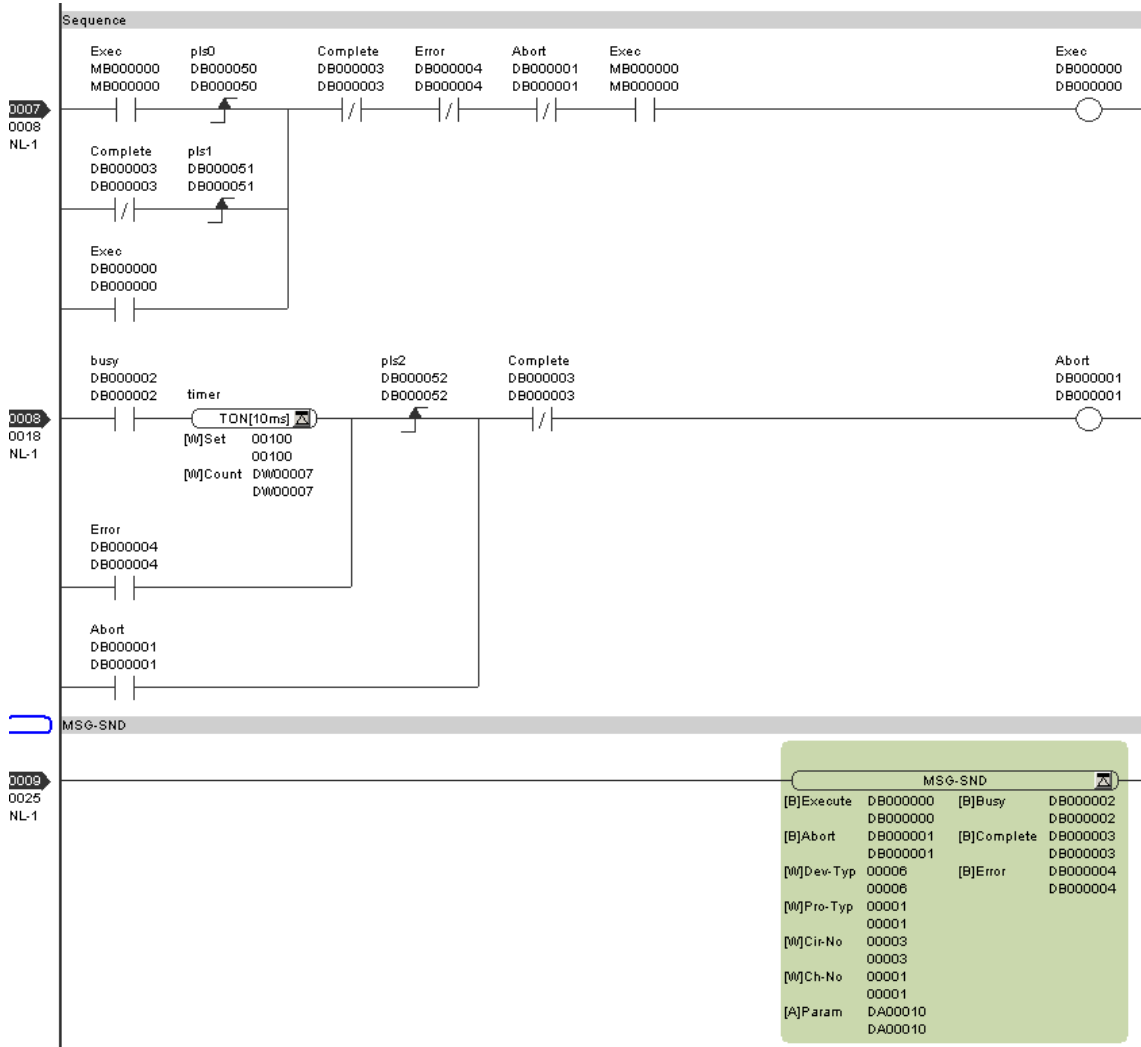 Sequence
Exec pls0 Complete Error Abort Exec Exec
MB000000 DB000050 DB000003 DB000004 DB000001 MB000000 DB000000
MB000000 DB000050 DB000003 DB000004 DB000001 MB000000 DB000000
0007
0008
NL-1
Complete pls1
DB000003 DB000051
DB000003 DB000051
Exec
DB000000
DB000000
busy pls2 Complete Abort
DB000002 DB000052 DB000003 DB000001
DB000002 timer DB000052 DB000003 DB000001
0008 TON[10ms]
0018 [W]Set 00100
NL-1 00100
[W]Count DW00007
DW00007
Error
DB000004
DB000004
Abort
DB000001
DB000001
MSG-SND
0009 MSG-SND
0025 [B]Execute DB000000 [B]Busy DB000002
NL-1 DB000000 DB000002
[B]Abort DB000001 [B]Complete DB000003
DB000001 DB000003
[W]Dev-Typ 00006 [B]Error DB000004
00006 DB000004
[W]Pro-Typ 00001
00001
[W]Cir-No 00003
00003
[W]Ch-No 00001
00001
[A]Param DA00010
DA00010